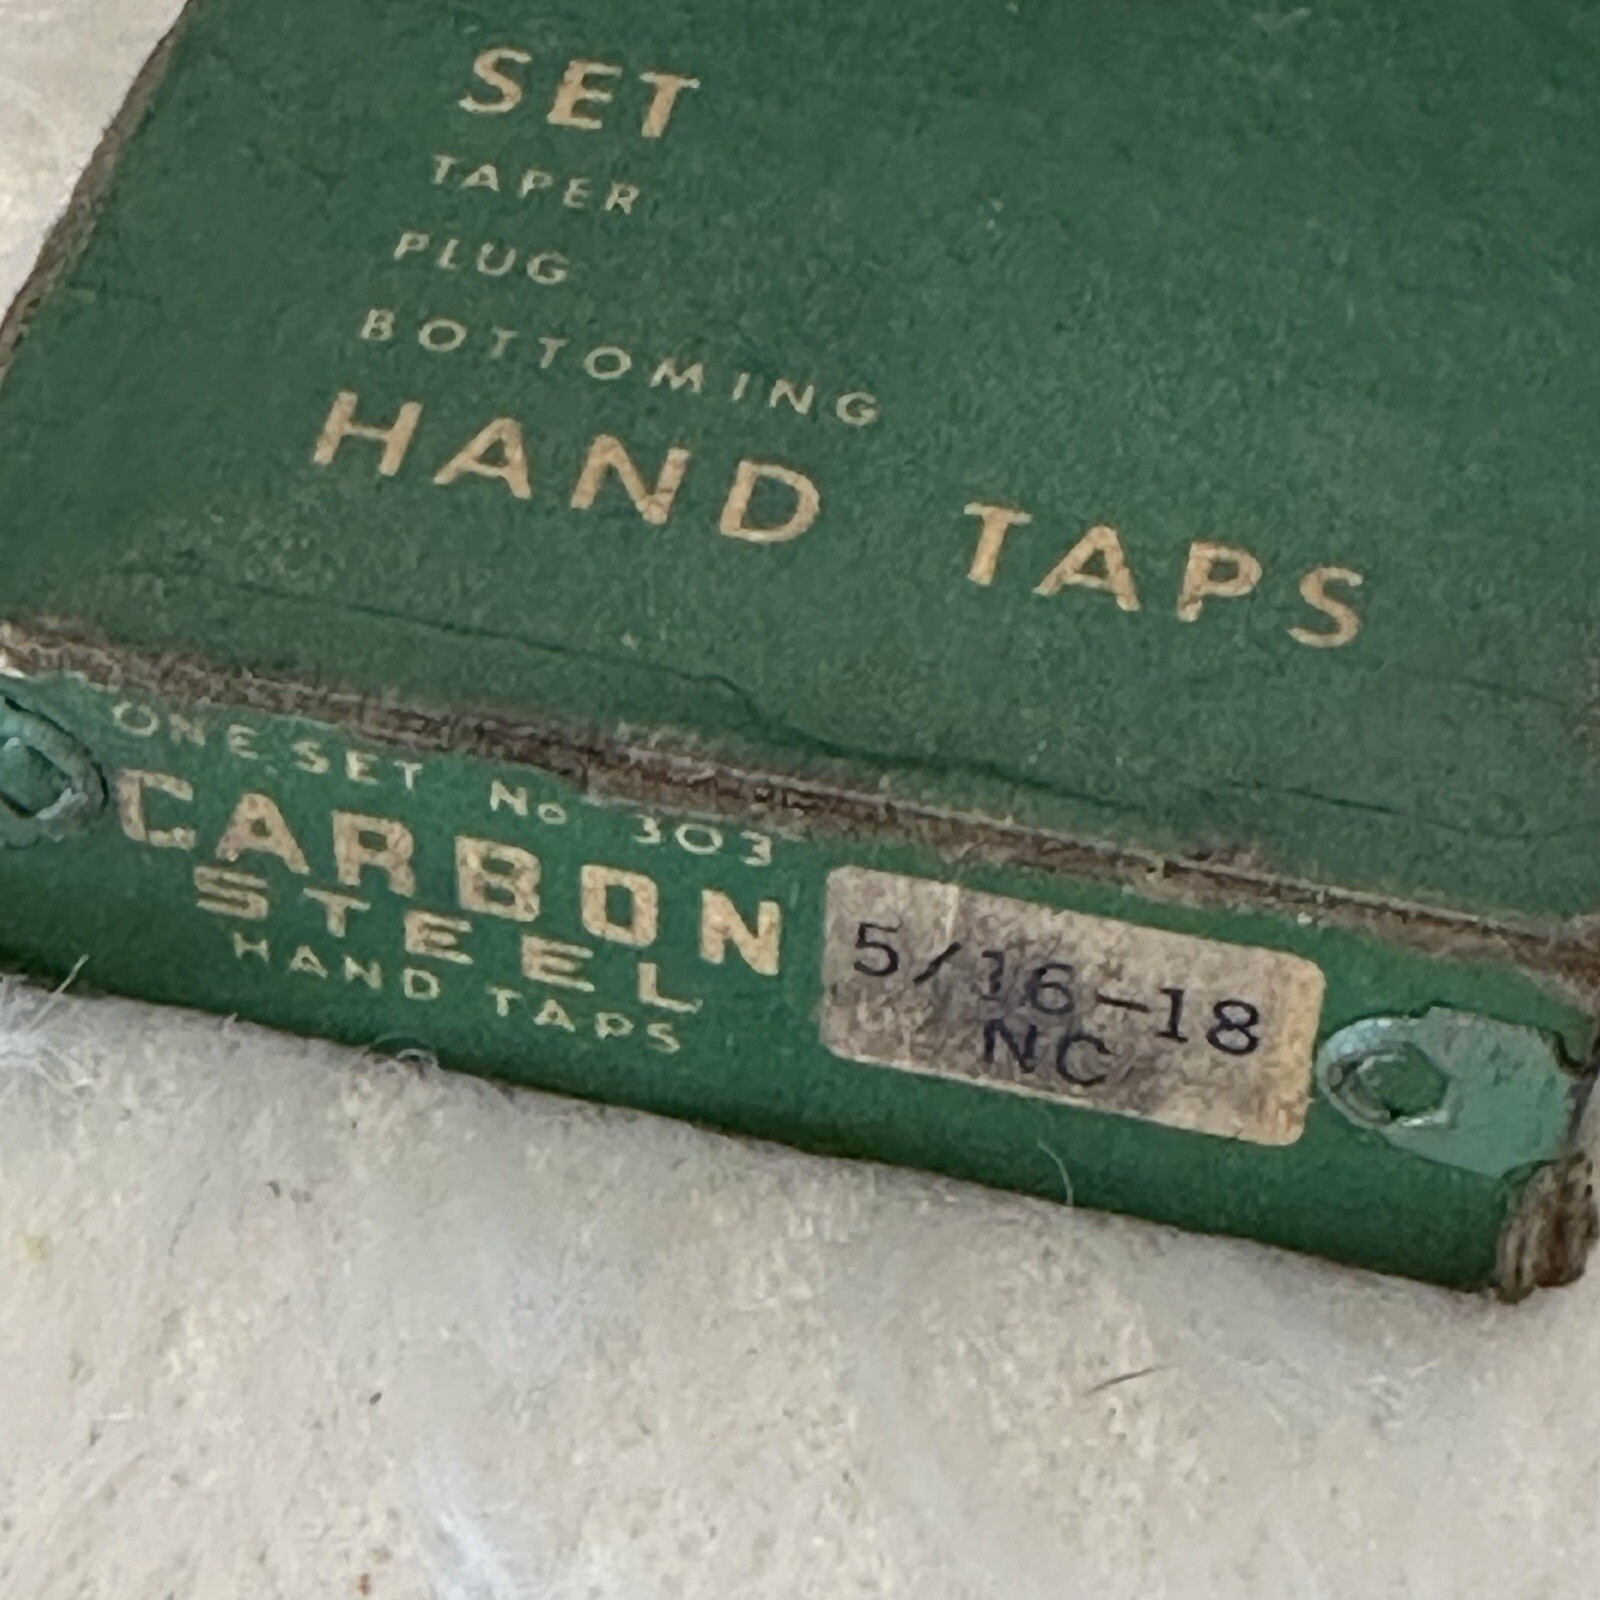 SET
TAPER
PLUG
BOTTOMING
HAND TAPS
ONE SET No 303
CARBON
STEEL
HAND TAPS
5/16-18
NC